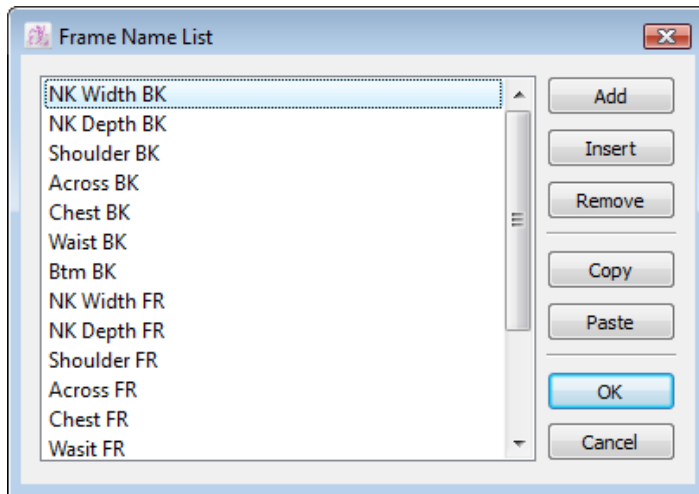 Frame Name List
NK Width BK
NK Depth BK
Shoulder BK
Across BK
Chest BK
Waist BK
Btm BK
NK Width FR
NK Depth FR
Shoulder FR
Across FR
Chest FR
Wasit FR
Add
Insert
Remove
Copy
Paste
OK
Cancel